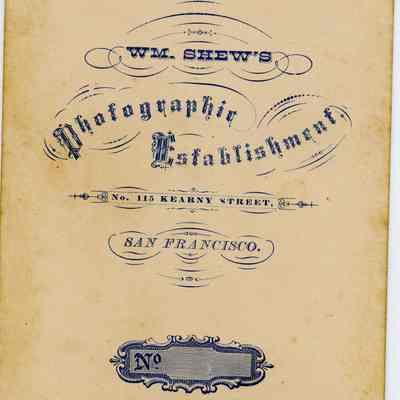 WM. SHEW'S
Photographic
Establishment,
No. 115 KEARNY STREET,
SAN FRANCISCO.
No